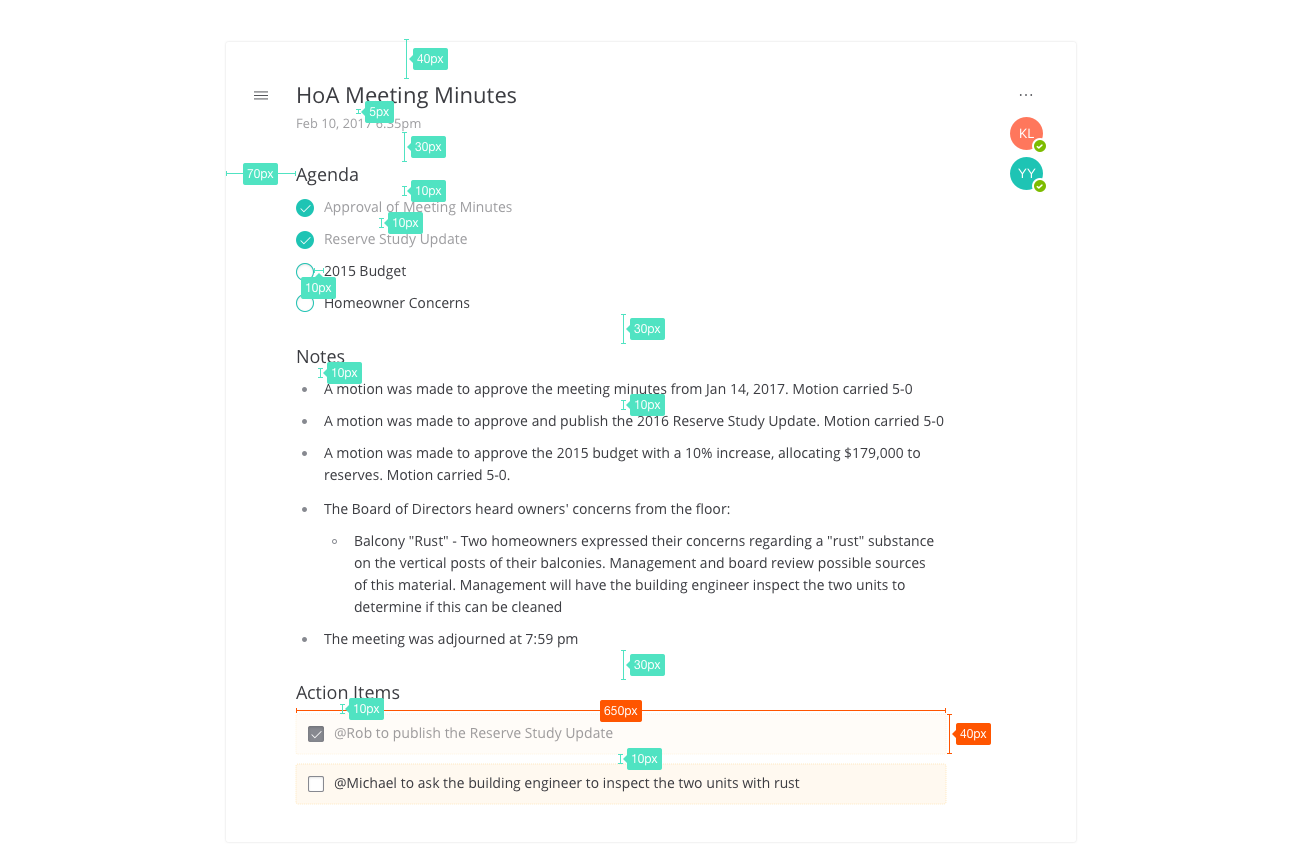 40px
HoA Meeting Minutes
...
5px
Feb 10, 2017 6:35pm
KL
30px
70px
Agenda
YY
10px
Approval of Meeting Minutes
10px
Reserve Study Update
2015 Budget
10px
Homeowner Concerns
30px
Notes
10px
A motion was made to approve the meeting minutes from Jan 14, 2017. Motion carried 5-0
10px
A motion was made to approve and publish the 2016 Reserve Study Update. Motion carried 5-0
A motion was made to approve the 2015 budget with a 10% increase, allocating $179,000 to
reserves. Motion carried 5-0.
The Board of Directors heard owners' concerns from the floor:
Balcony "Rust" - Two homeowners expressed their concerns regarding a "rust" substance
on the vertical posts of their balconies. Management and board review possible sources
of this material. Management will have the building engineer inspect the two units to
determine if this can be cleaned
The meeting was adjourned at 7:59 pm
30px
Action Items
10px
650px
@Rob to publish the Reserve Study Update
40px
10px
@Michael to ask the building engineer to inspect the two units with rust